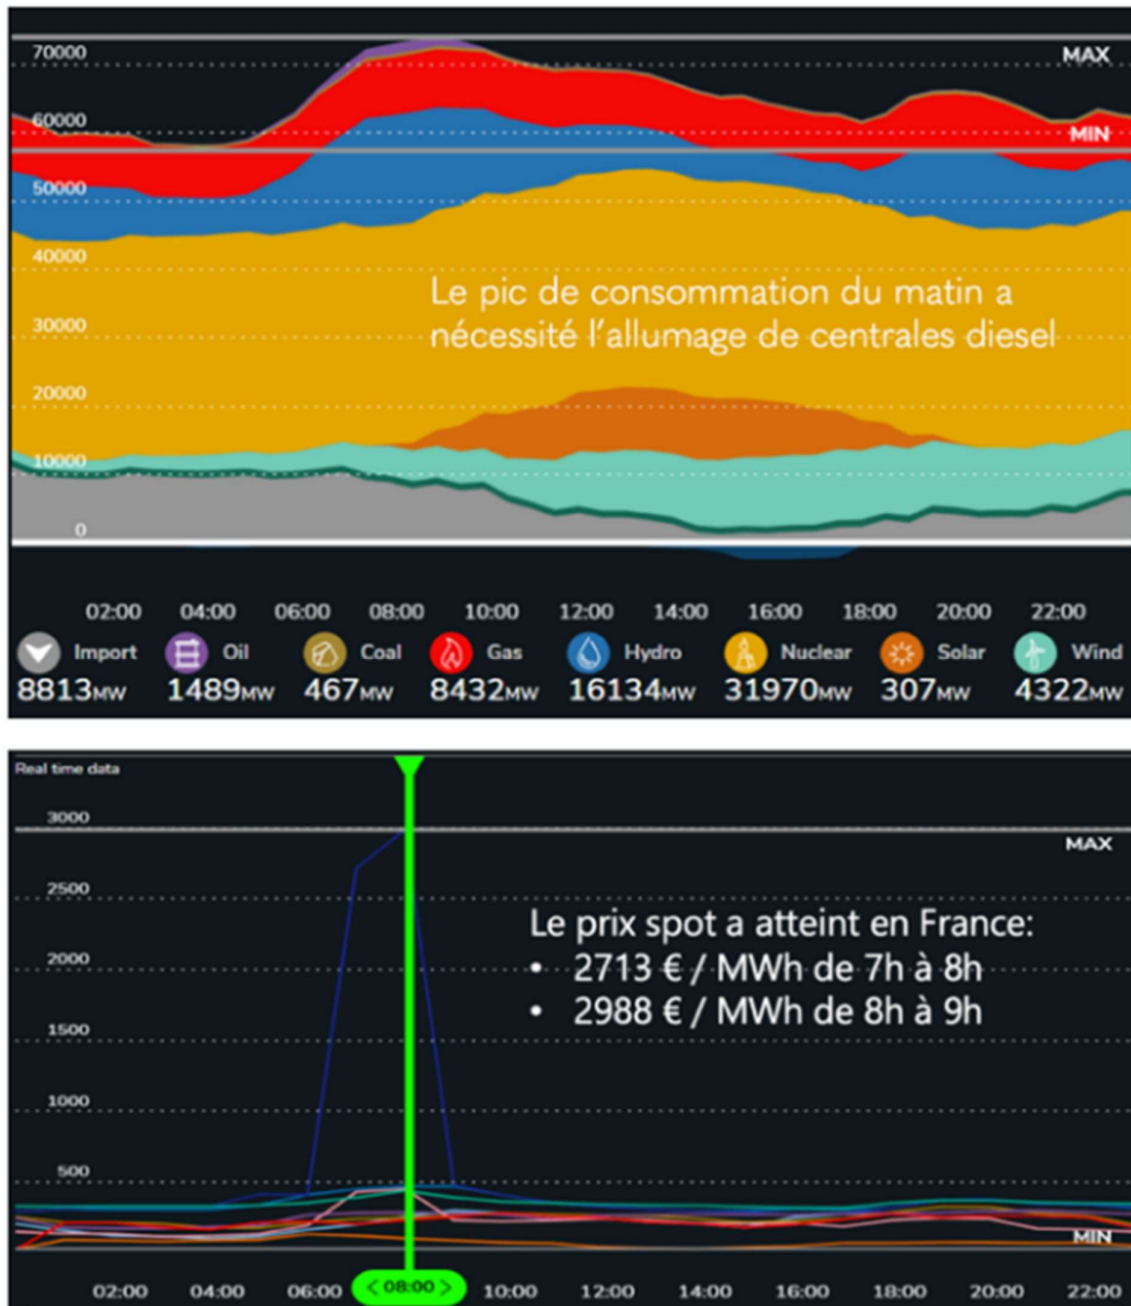 70000
MAX
60000
MIN
50000
40000
Le pic de consommation du matin a
30000
nécessité l'allumage de centrales diesel
20000
10000
0
02:00 04:00 06:00 08:00 10:00 12:00 14:00 16:00 18:00 20:00 22:00
Import Oil Coal Gas Hydro Nuclear Solar Wind
8813MW 1489MW 467MW 8432MW 16134MW 31970MW 307MW 4322MW
Real time data
3000
MAX
2500
Le prix spot a atteint en France:
2000
• 2713 € / MWh de 7h à 8h
• 2988 € / MWh de 8h à 9h
1500
1000
500
MIN
02:00 04:00 06:00 < 08:00 > 10:00 12:00 14:00 16:00 18:00 20:00 22:00